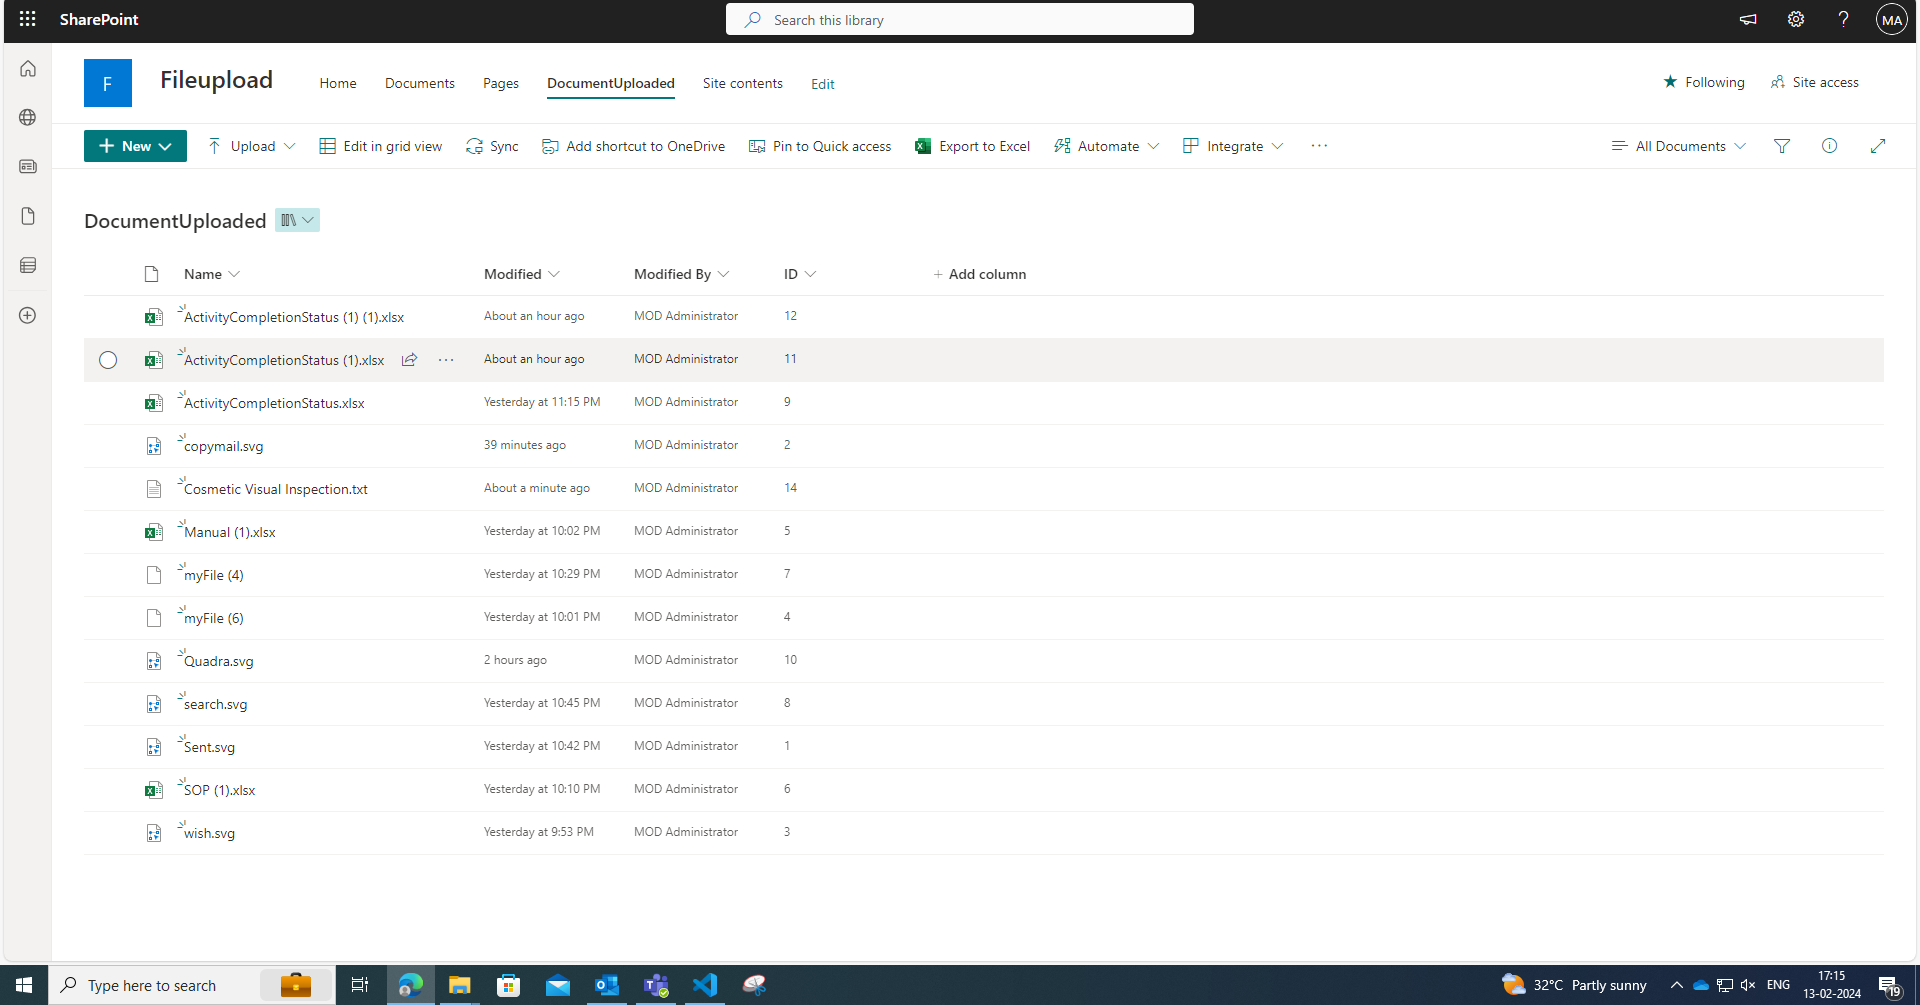 SharePoint
Search this library
MA
F
Fileupload
Home Documents Pages DocumentUploaded Site contents Edit
Following Site access
New Upload Edit in grid view Sync Add shortcut to OneDrive Pin to Quick access Export to Excel Automate Integrate ··· All Documents
DocumentUploaded
Name Modified Modified By ID + Add column
ActivityCompletionStatus (1) (1).xlsx About an hour ago MOD Administrator 12
ActivityCompletionStatus (1).xlsx ··· About an hour ago MOD Administrator 11
ActivityCompletionStatus.xlsx Yesterday at 11:15 PM MOD Administrator 9
copymail.svg 39 minutes ago MOD Administrator 2
Cosmetic Visual Inspection.txt About a minute ago MOD Administrator 14
Manual (1).xlsx Yesterday at 10:02 PM MOD Administrator 5
myFile (4) Yesterday at 10:29 PM MOD Administrator 7
myFile (6) Yesterday at 10:01 PM MOD Administrator 4
Quadra.svg 2 hours ago MOD Administrator 10
search.svg Yesterday at 10:45 PM MOD Administrator 8
Sent.svg Yesterday at 10:42 PM MOD Administrator 1
SOP (1).xlsx Yesterday at 10:10 PM MOD Administrator 6
wish.svg Yesterday at 9:53 PM MOD Administrator 3
Type here to search
32°C Partly sunny
ENG
17:15
13-02-2024
19